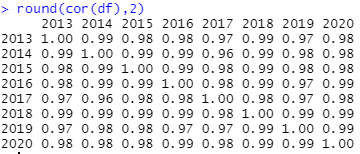 > round(cor(df),2)
     2013 2014 2015 2016 2017 2018 2019 2020
2013 1.00 0.99 0.98 0.98 0.97 0.99 0.97 0.98
2014 0.99 1.00 0.99 0.99 0.96 0.99 0.98 0.98
2015 0.98 0.99 1.00 0.99 0.98 0.99 0.98 0.98
2016 0.98 0.99 0.99 1.00 0.98 0.99 0.97 0.99
2017 0.97 0.96 0.98 0.98 1.00 0.98 0.97 0.98
2018 0.99 0.99 0.99 0.99 0.98 1.00 0.99 0.99
2019 0.97 0.98 0.98 0.97 0.97 0.99 1.00 0.99
2020 0.98 0.98 0.98 0.99 0.98 0.99 0.99 1.00